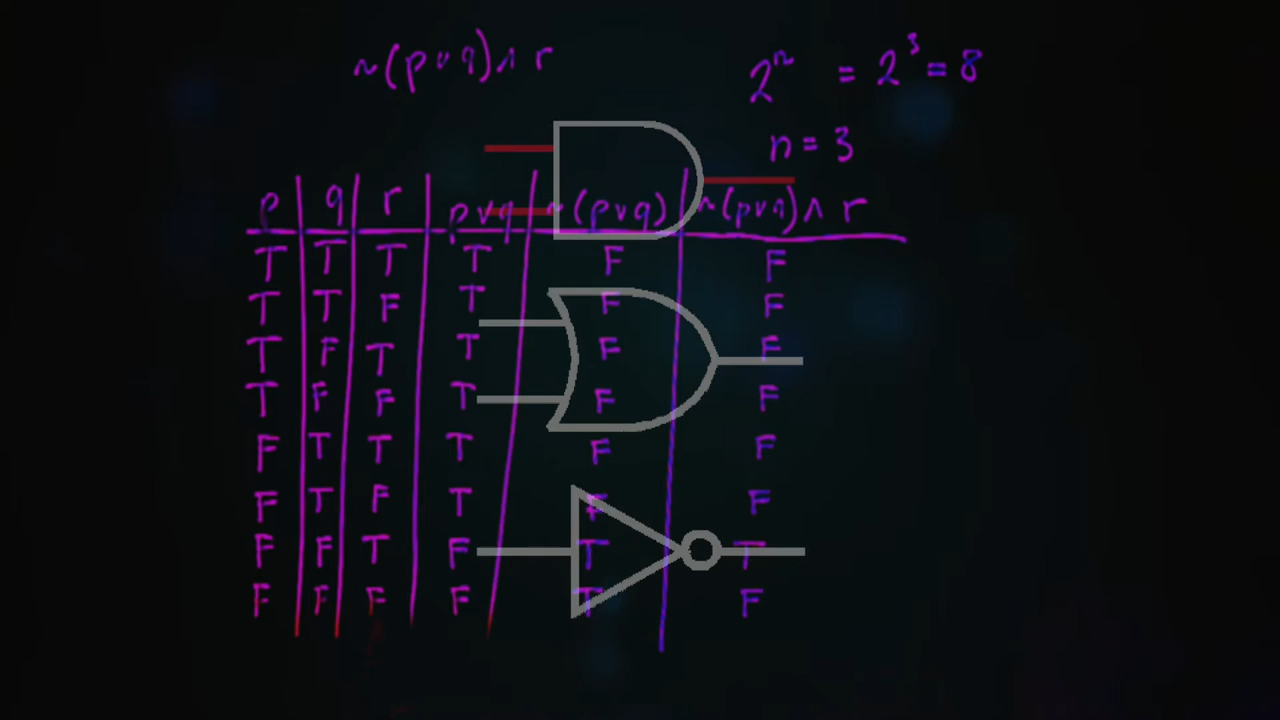 ~(p∨q)∧r
2ⁿ = 2³ = 8
n = 3
p q r p∨q ~(p∨q) ~(p∨q)∧r
T T T T F F
T T F T F F
T F T T F F
T F F T F F
F T T T F F
F T F T F F
F F T F T T
F F F F T F